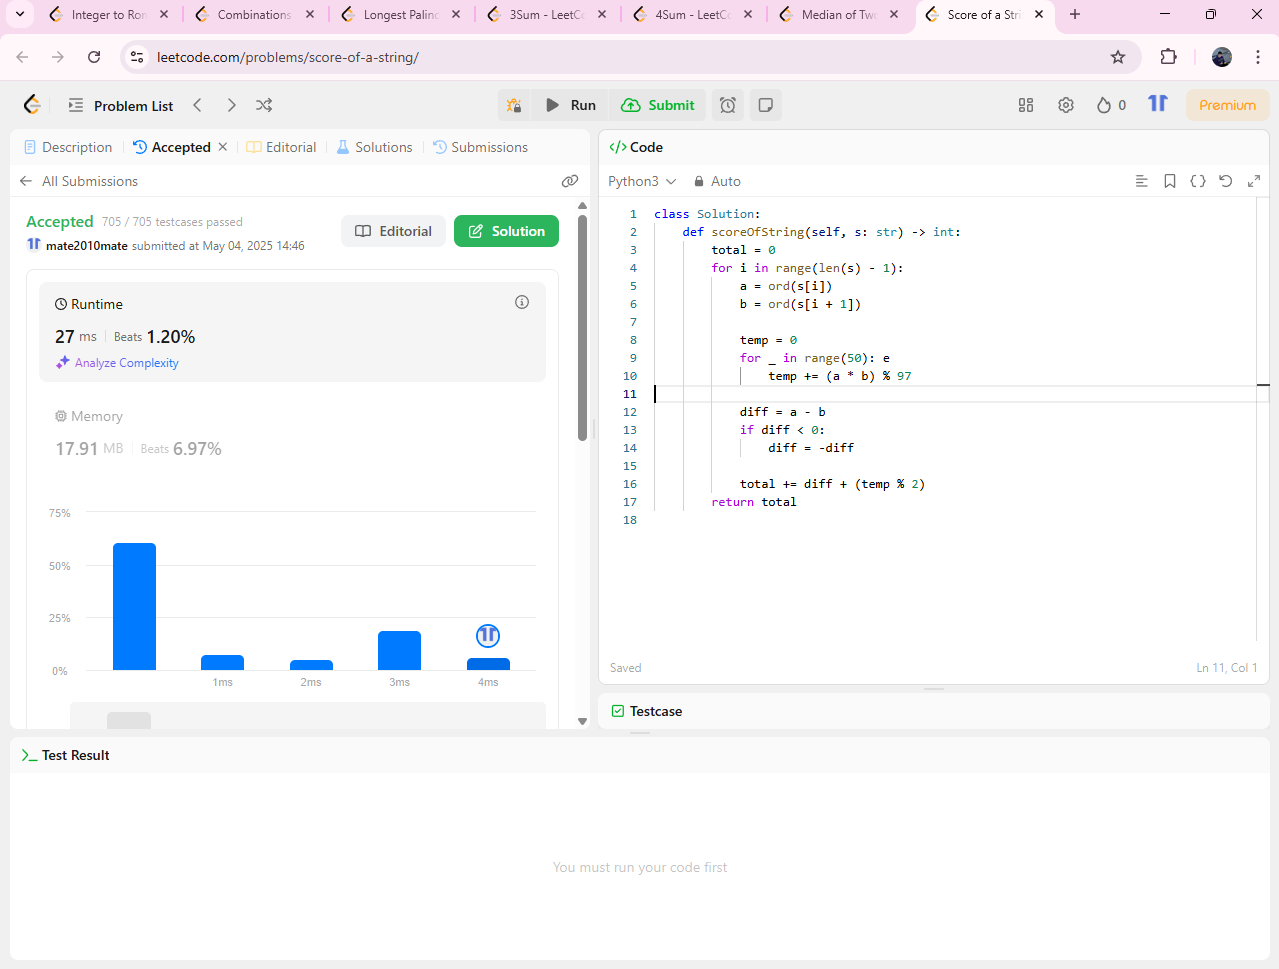 Integer to Ron
Combinations
Longest Palind
3Sum - LeetCo
4Sum - LeetCo
Median of Two
Score of a Stri
leetcode.com/problems/score-of-a-string/
Problem List
Run
Submit
0
Premium
Description
Accepted
Editorial
Solutions
Submissions
All Submissions
Accepted 705 / 705 testcases passed
mate2010mate submitted at May 04, 2025 14:46
Editorial
Solution
Runtime
27 ms Beats 1.20%
Analyze Complexity
Memory
17.91 MB Beats 6.97%
75%
50%
25%
0%
1ms 2ms 3ms 4ms
</> Code
Python3 Auto
1 class Solution:
2 def scoreOfString(self, s: str) -> int:
3 total = 0
4 for i in range(len(s) - 1):
5 a = ord(s[i])
6 b = ord(s[i + 1])
7
8 temp = 0
9 for _ in range(50): e
10 temp += (a * b) % 97
11
12 diff = a - b
13 if diff < 0:
14 diff = -diff
15
16 total += diff + (temp % 2)
17 return total
18
Saved
Ln 11, Col 1
Testcase
Test Result
You must run your code first